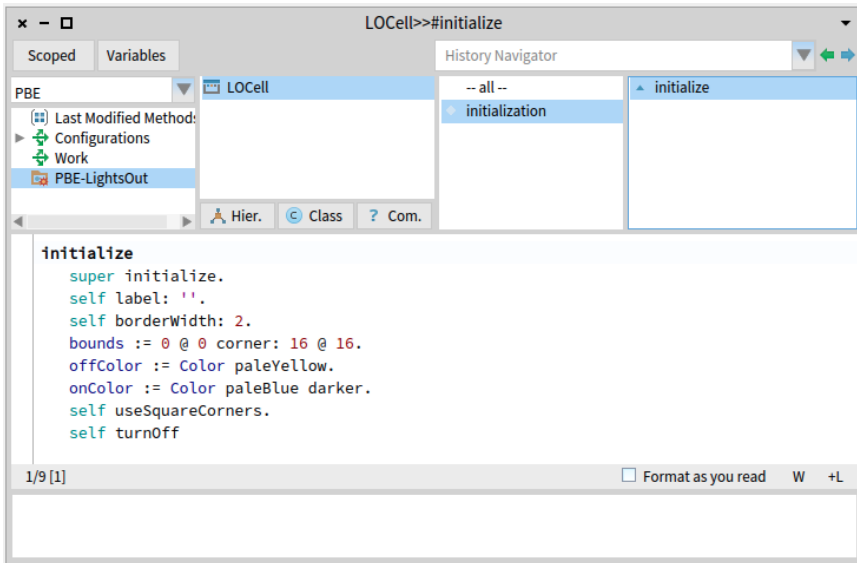 LOCell>>#initialize
Scoped Variables History Navigator
PBE
Last Modified Methods
Configurations
Work
PBE-LightsOut
LOCell
Hier. Class ? Com.
-- all --
initialization
initialize
initialize
super initialize.
self label: ''.
self borderWidth: 2.
bounds := 0 @ 0 corner: 16 @ 16.
offColor := Color paleYellow.
onColor := Color paleBlue darker.
self useSquareCorners.
self turnOff
1/9 [1] Format as you read W +L